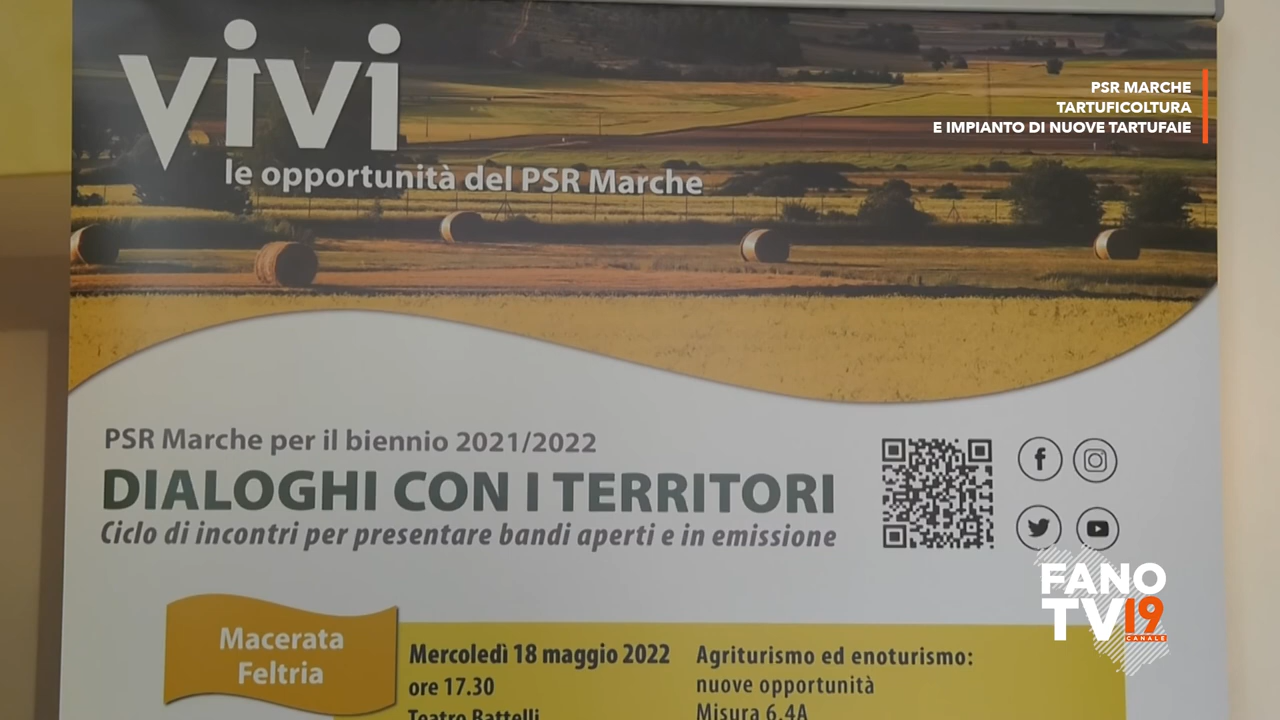 vivi
le opportunità del PSR Marche
PSR MARCHE
TARTUFICOLTURA
E IMPIANTO DI NUOVE TARTUFAIE
PSR Marche per il biennio 2021/2022
DIALOGHI CON I TERRITORI
Ciclo di incontri per presentare bandi aperti e in emissione
Macerata
Feltria
Mercoledì 18 maggio 2022
ore 17.30
Teatro Battelli
Agriturismo ed enoturismo:
nuove opportunità
Misura 6.4A
FANO
TV19
CANALE